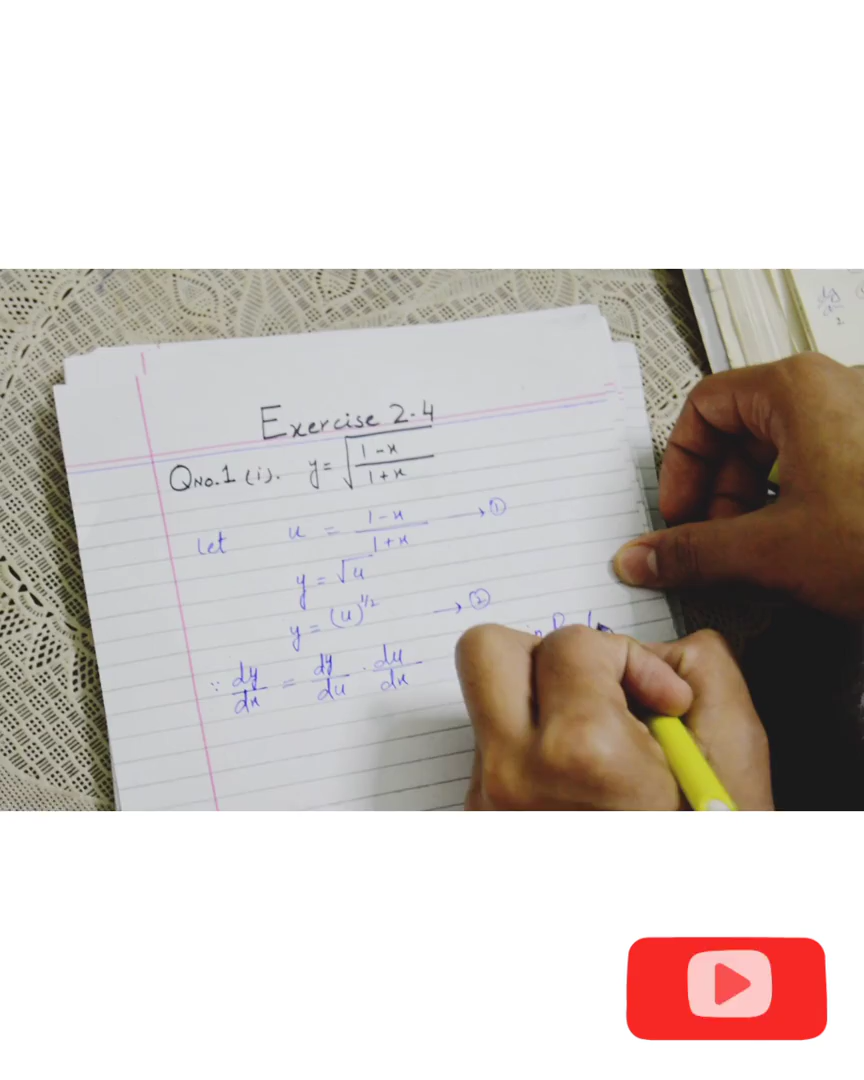 Exercise 2.4
QNo.1 (i). y = √((1-x)/(1+x))
let u = (1-x)/(1+x) → ①
y = √u
y = (u)^1/2 → ②
∵ dy/dx = dy/du · du/dx